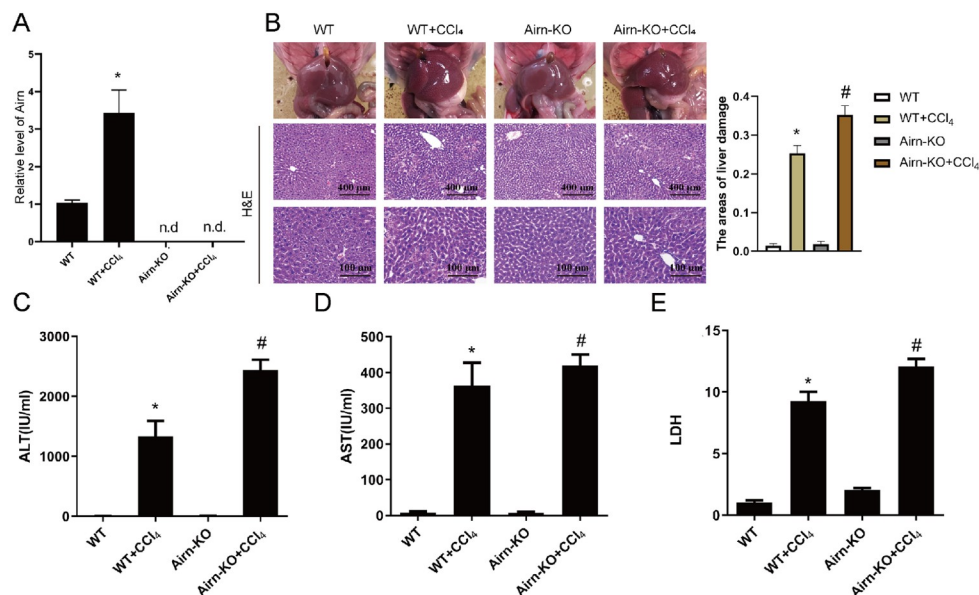 A
Relative level of Airn
5
4
3
2
1
0
*
n.d
n.d.
WT
WT+CCl₄
Airn-KO
Airn-KO+CCl₄
B
WT
WT+CCl₄
Airn-KO
Airn-KO+CCl₄
H&E
400 μm
400 μm
400 μm
400 μm
100 μm
100 μm
100 μm
100 μm
The areas of liver damage
0.4
0.3
0.2
0.1
0.0
*
#
WT
WT+CCl₄
Airn-KO
Airn-KO+CCl₄
C
ALT(IU/ml)
3000
2000
1000
0
*
#
WT
WT+CCl₄
Airn-KO
Airn-KO+CCl₄
D
AST(IU/ml)
500
400
300
200
100
0
*
#
WT
WT+CCl₄
Airn-KO
Airn-KO+CCl₄
E
LDH
15
10
5
0
*
#
WT
WT+CCl₄
Airn-KO
Airn-KO+CCl₄